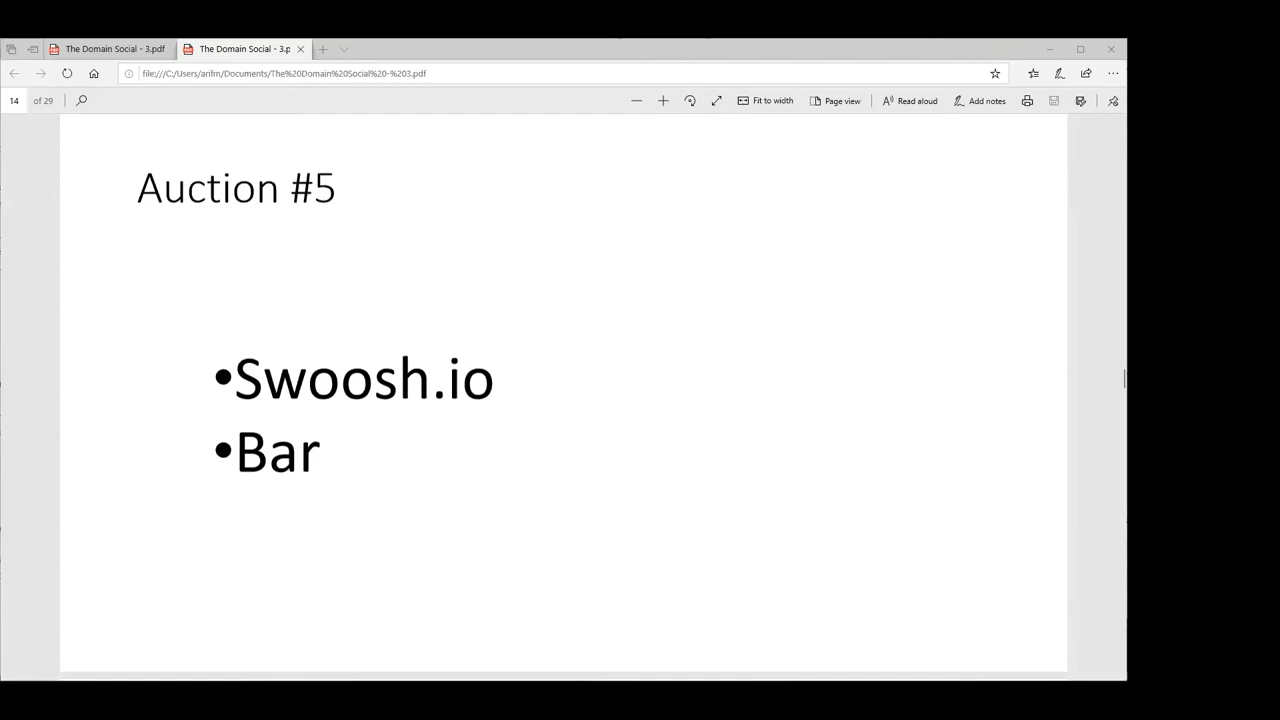 The Domain Social - 3.pdf
The Domain Social - 3.p
file:///C:/Users/arifm/Documents/The%20Domain%20Social%20-%203.pdf
14 of 29
Fit to width
Page view
Read aloud
Add notes
Auction #5
•Swoosh.io
•Bar